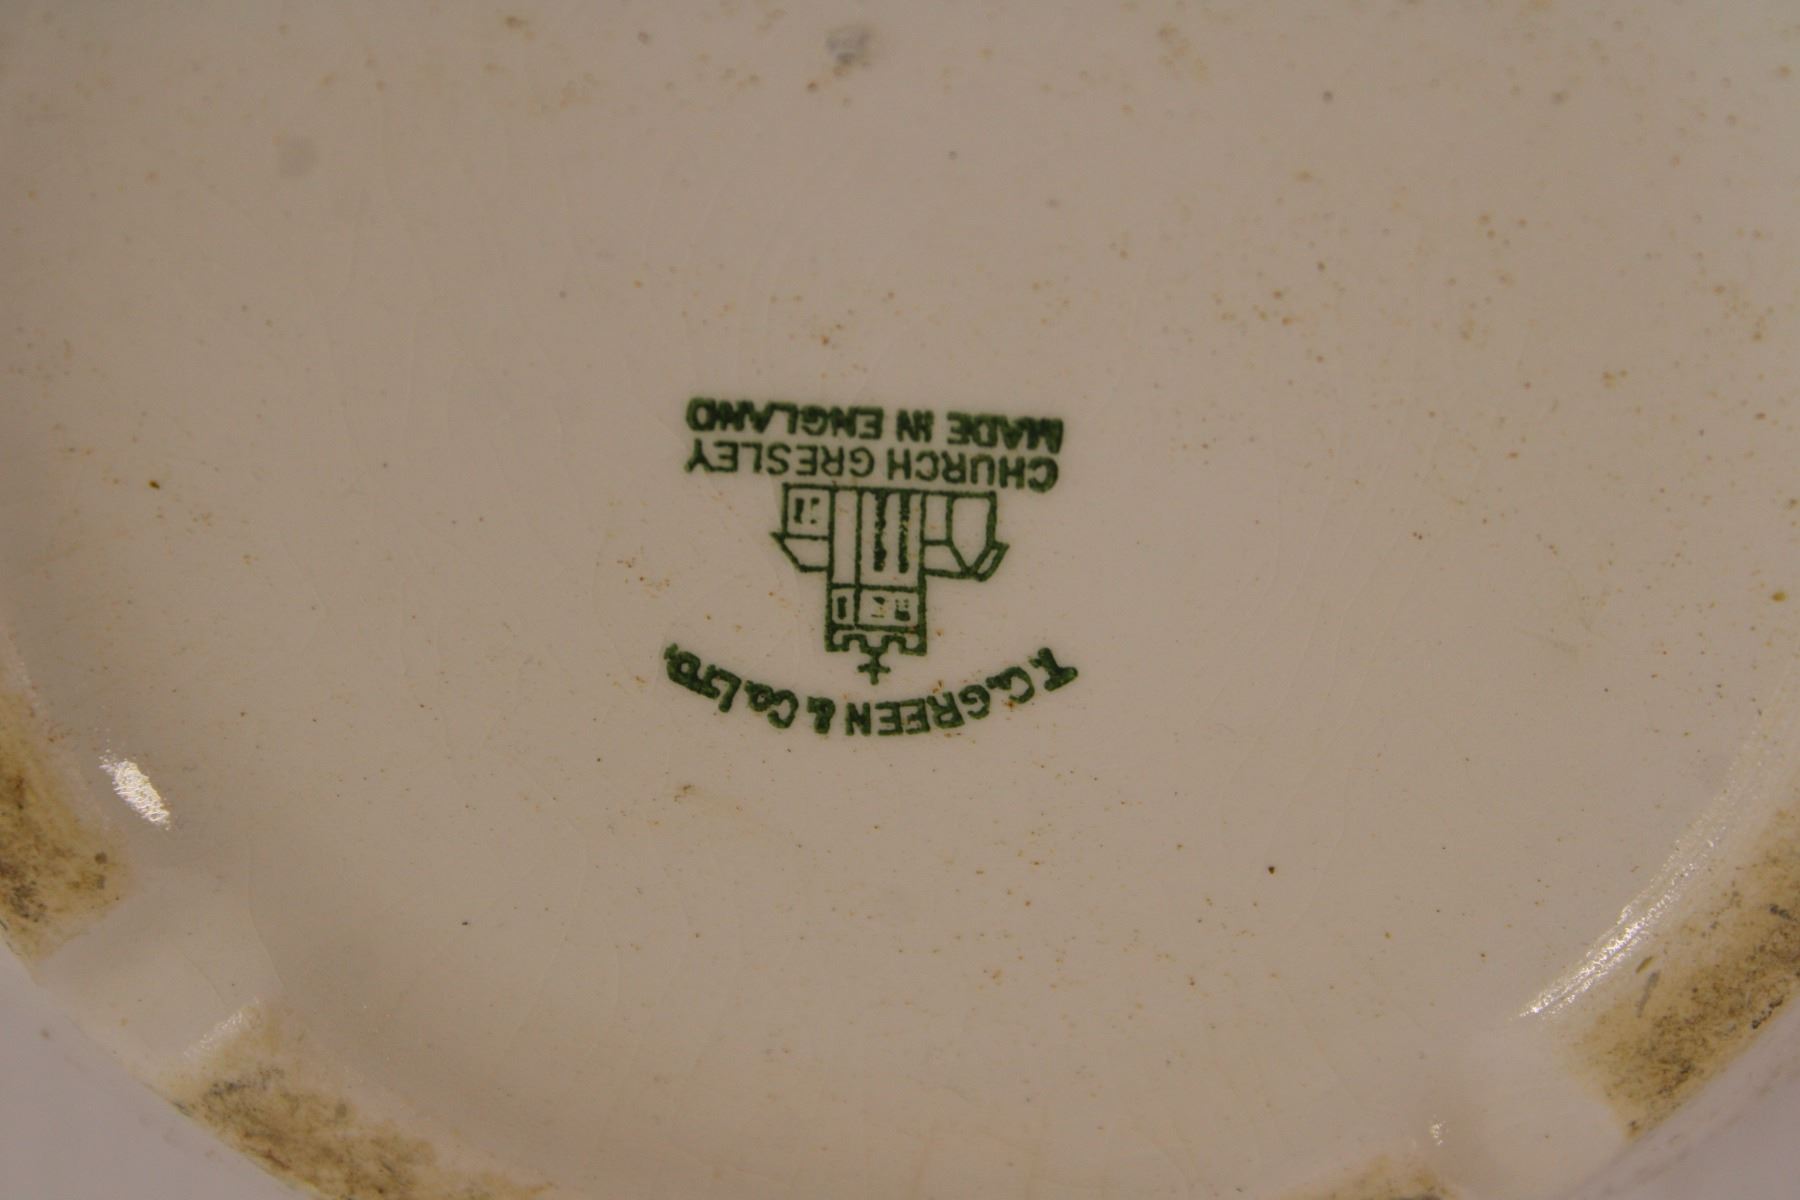 T.G. GREEN & Co. LTD.
CHURCH GRESLEY
MADE IN ENGLAND